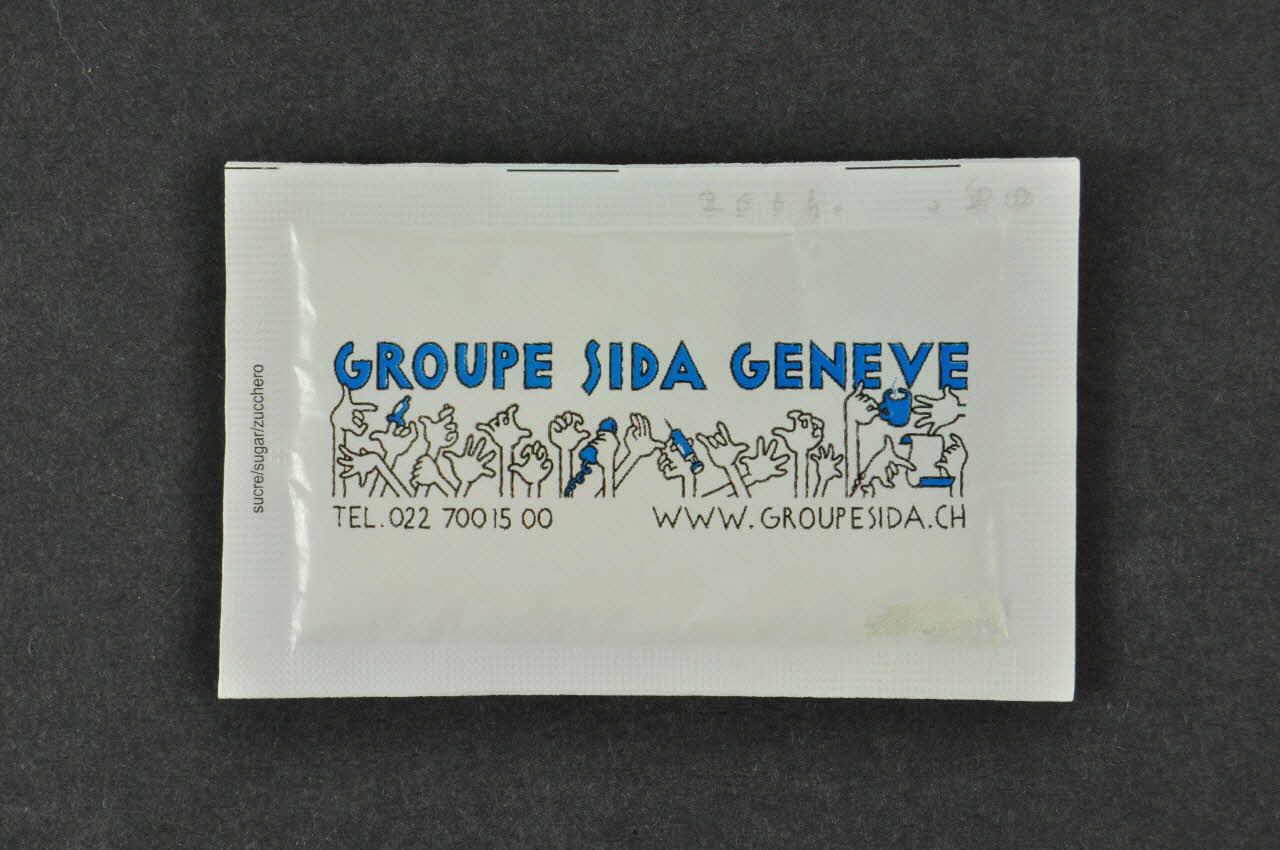 GROUPE SIDA GENEVE
TEL. 022 700 15 00
WWW.GROUPESIDA.CH
sucre/sugar/zucchero